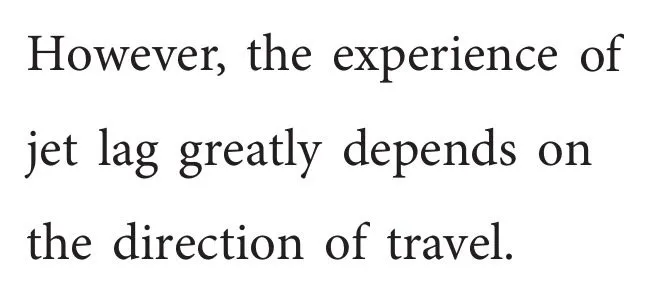 However, the experience of
jet lag greatly depends on
the direction of travel.